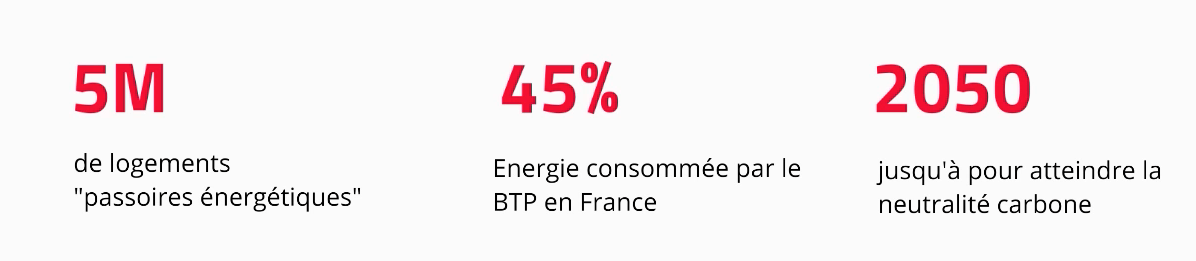 5M
de logements
"passoires énergétiques"
45%
Energie consommée par le
BTP en France
2050
jusqu'à pour atteindre la
neutralité carbone